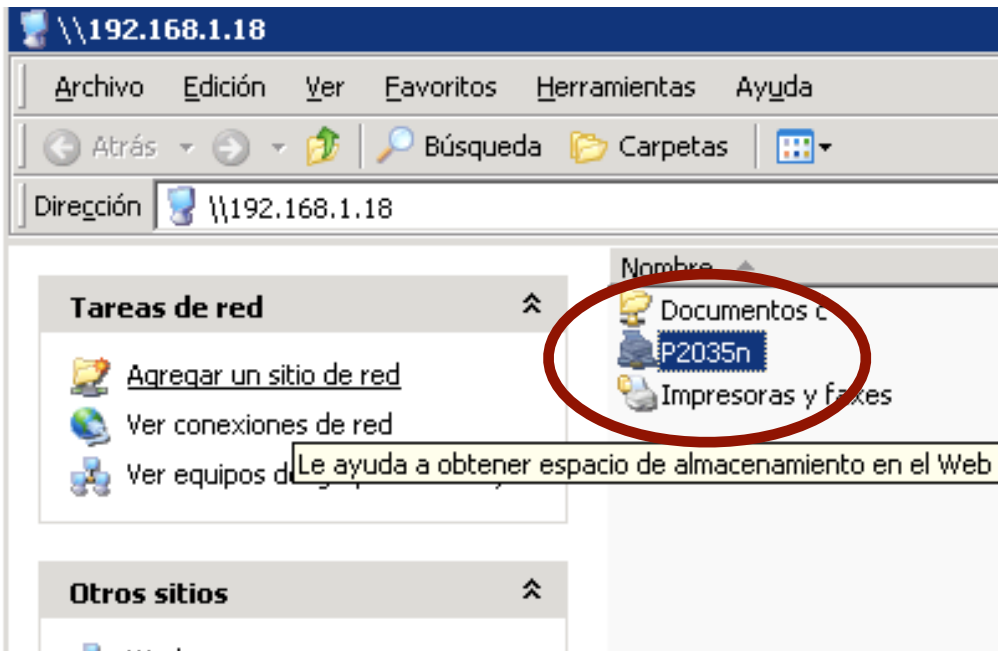 \\192.168.1.18
Archivo Edición Ver Favoritos Herramientas Ayuda
Atrás Búsqueda Carpetas
Dirección \\192.168.1.18
Nombre
Tareas de red
Documentos
P2035n
Agregar un sitio de red
Impresoras y faxes
Ver conexiones de red
Le ayuda a obtener espacio de almacenamiento en el Web
Ver equipos
Otros sitios